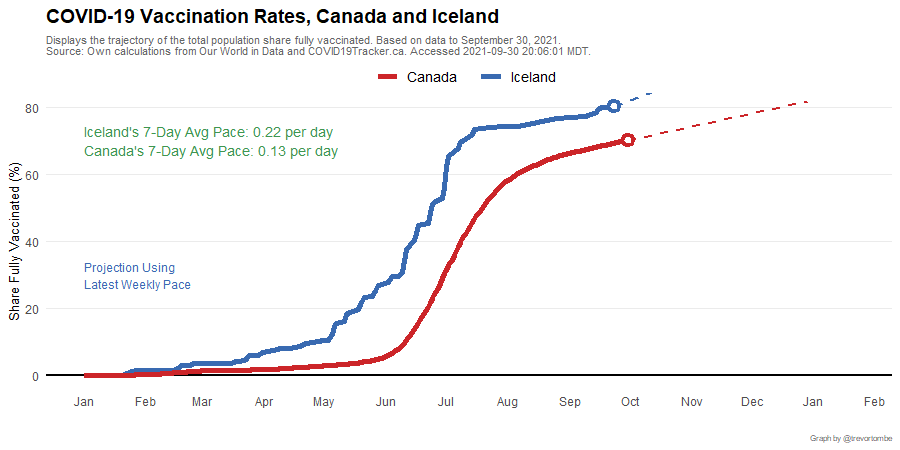 COVID-19 Vaccination Rates, Canada and Iceland
Displays the trajectory of the total population share fully vaccinated. Based on data to September 30, 2021.
Source: Own calculations from Our World in Data and COVID19Tracker.ca. Accessed 2021-09-30 20:06:01 MDT.
Canada Iceland
Share Fully Vaccinated (%)
80
60
40
20
0
Iceland's 7-Day Avg Pace: 0.22 per day
Canada's 7-Day Avg Pace: 0.13 per day
Projection Using
Latest Weekly Pace
Jan Feb Mar Apr May Jun Jul Aug Sep Oct Nov Dec Jan Feb
Graph by @trevortombe